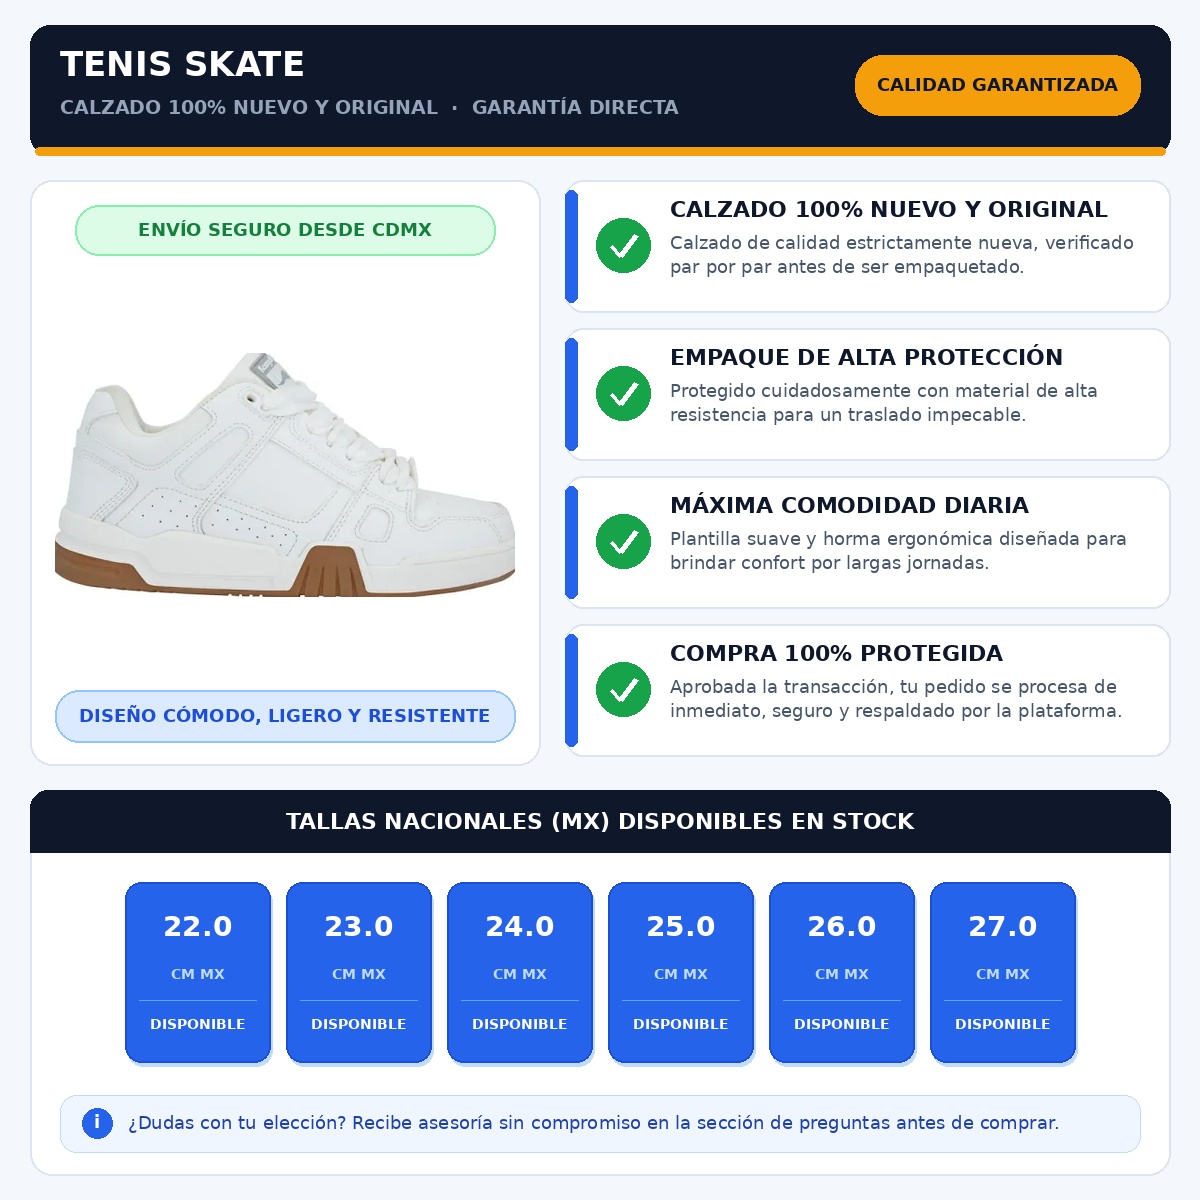 TENIS SKATE
CALZADO 100% NUEVO Y ORIGINAL · GARANTÍA DIRECTA
CALIDAD GARANTIZADA
ENVÍO SEGURO DESDE CDMX
DISEÑO CÓMODO, LIGERO Y RESISTENTE
CALZADO 100% NUEVO Y ORIGINAL
Calzado de calidad estrictamente nueva, verificado
par por par antes de ser empaquetado.
EMPAQUE DE ALTA PROTECCIÓN
Protegido cuidadosamente con material de alta
resistencia para un traslado impecable.
MÁXIMA COMODIDAD DIARIA
Plantilla suave y horma ergonómica diseñada para
brindar confort por largas jornadas.
COMPRA 100% PROTEGIDA
Aprobada la transacción, tu pedido se procesa de
inmediato, seguro y respaldado por la plataforma.
TALLAS NACIONALES (MX) DISPONIBLES EN STOCK
22.0
CM MX
DISPONIBLE
23.0
CM MX
DISPONIBLE
24.0
CM MX
DISPONIBLE
25.0
CM MX
DISPONIBLE
26.0
CM MX
DISPONIBLE
27.0
CM MX
DISPONIBLE
i ¿Dudas con tu elección? Recibe asesoría sin compromiso en la sección de preguntas antes de comprar.